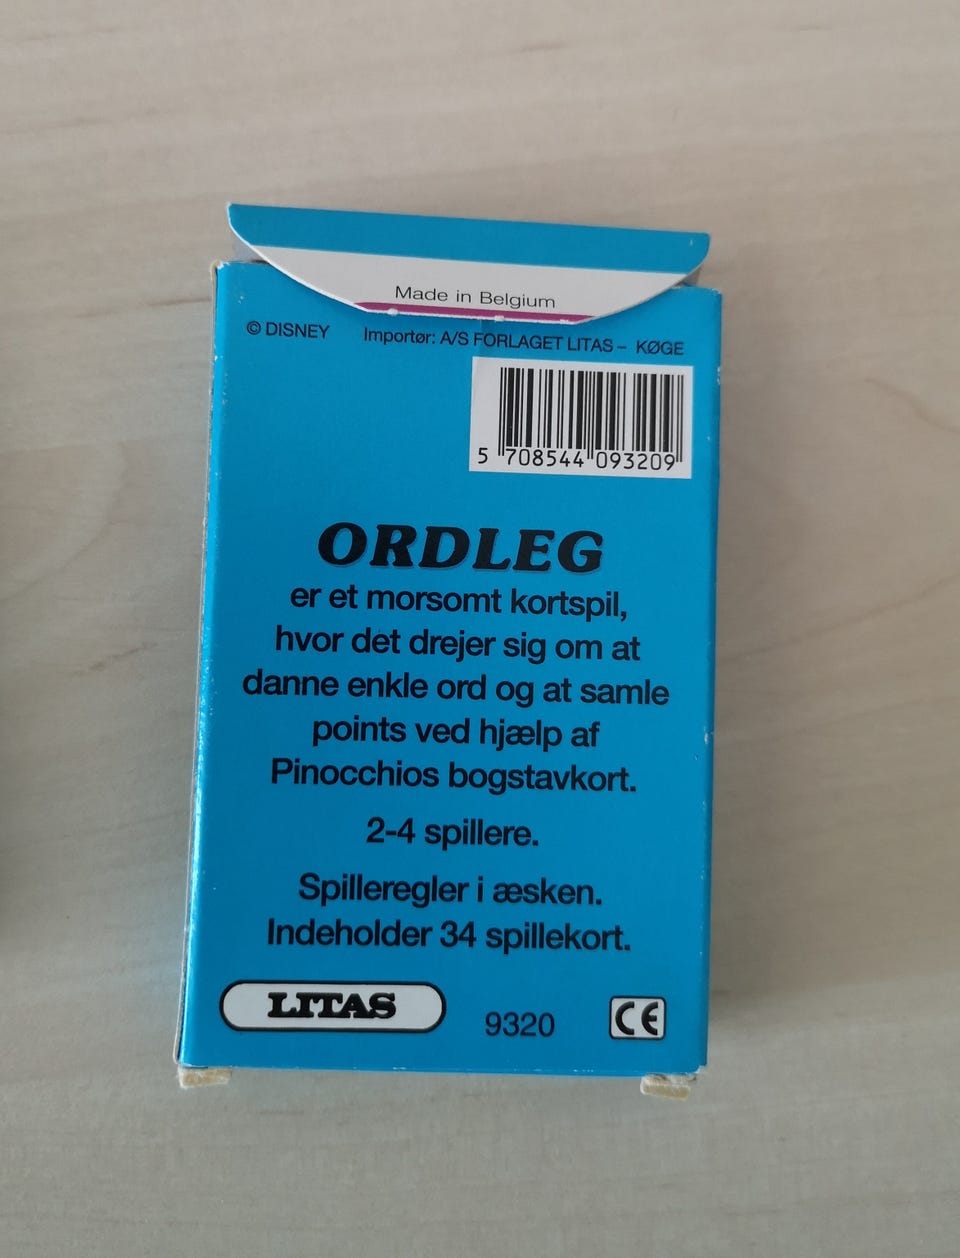 Made in Belgium
© DISNEY Importør: A/S FORLAGET LITAS – KØGE
5 708544 093209
ORDLEG
er et morsomt kortspil,
hvor det drejer sig om at
danne enkle ord og at samle
points ved hjælp af
Pinocchios bogstavkort.
2-4 spillere.
Spilleregler i æsken.
Indeholder 34 spillekort.
LITAS 9320 CE